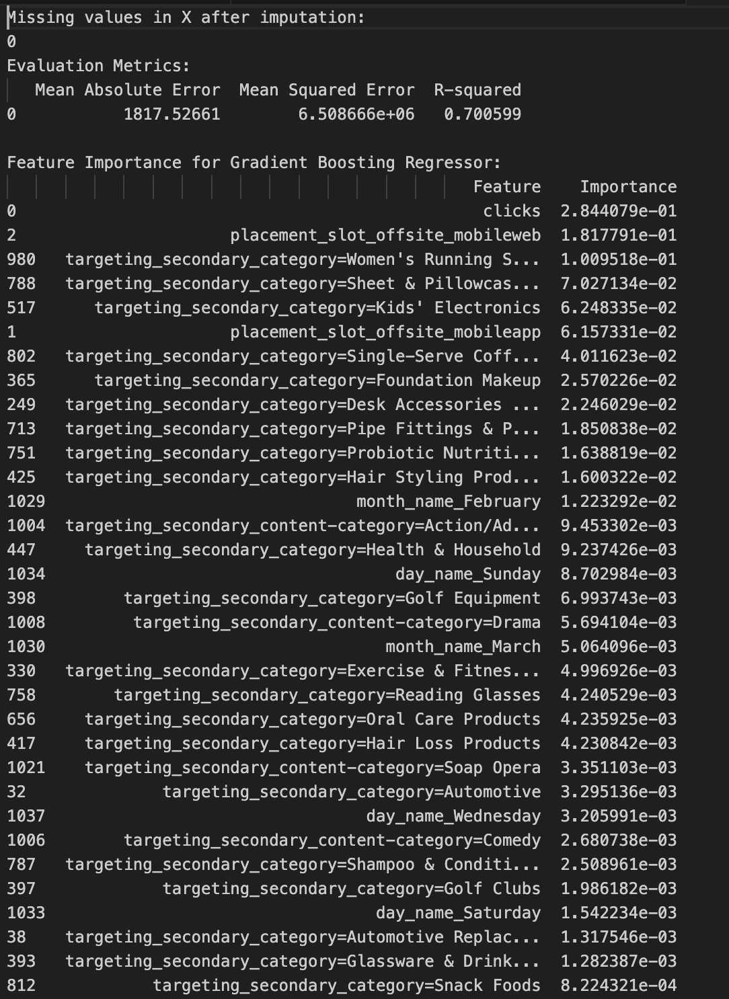 Missing values in X after imputation:
0
Evaluation Metrics:
Mean Absolute Error  Mean Squared Error  R-squared
0  1817.52661  6.508666e+06  0.700599
Feature Importance for Gradient Boosting Regressor:
Feature  Importance
0  clicks  2.844079e-01
2  placement_slot_offsite_mobileweb  1.817791e-01
980  targeting_secondary_category=Women's Running S...  1.009518e-01
788  targeting_secondary_category=Sheet & Pillowcas...  7.027134e-02
517  targeting_secondary_category=Kids' Electronics  6.248335e-02
1  placement_slot_offsite_mobileapp  6.157331e-02
802  targeting_secondary_category=Single-Serve Coff...  4.011623e-02
365  targeting_secondary_category=Foundation Makeup  2.570226e-02
249  targeting_secondary_category=Desk Accessories ...  2.246029e-02
713  targeting_secondary_category=Pipe Fittings & P...  1.850838e-02
751  targeting_secondary_category=Probiotic Nutriti...  1.638819e-02
425  targeting_secondary_category=Hair Styling Prod...  1.600322e-02
1029  month_name_February  1.223292e-02
1004  targeting_secondary_content-category=Action/Ad...  9.453302e-03
447  targeting_secondary_category=Health & Household  9.237426e-03
1034  day_name_Sunday  8.702984e-03
398  targeting_secondary_category=Golf Equipment  6.993743e-03
1008  targeting_secondary_content-category=Drama  5.694104e-03
1030  month_name_March  5.064096e-03
330  targeting_secondary_category=Exercise & Fitnes...  4.996926e-03
758  targeting_secondary_category=Reading Glasses  4.240529e-03
656  targeting_secondary_category=Oral Care Products  4.235925e-03
417  targeting_secondary_category=Hair Loss Products  4.230842e-03
1021  targeting_secondary_content-category=Soap Opera  3.351103e-03
32  targeting_secondary_category=Automotive  3.295136e-03
1037  day_name_Wednesday  3.205991e-03
1006  targeting_secondary_content-category=Comedy  2.680738e-03
787  targeting_secondary_category=Shampoo & Conditi...  2.508961e-03
397  targeting_secondary_category=Golf Clubs  1.986182e-03
1033  day_name_Saturday  1.542234e-03
38  targeting_secondary_category=Automotive Replac...  1.317546e-03
393  targeting_secondary_category=Glassware & Drink...  1.282387e-03
812  targeting_secondary_category=Snack Foods  8.224321e-04